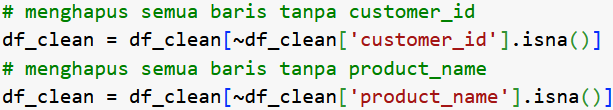 # menghapus semua baris tanpa customer_id
df_clean = df_clean[~df_clean['customer_id'].isna()]
# menghapus semua baris tanpa product_name
df_clean = df_clean[~df_clean['product_name'].isna()]